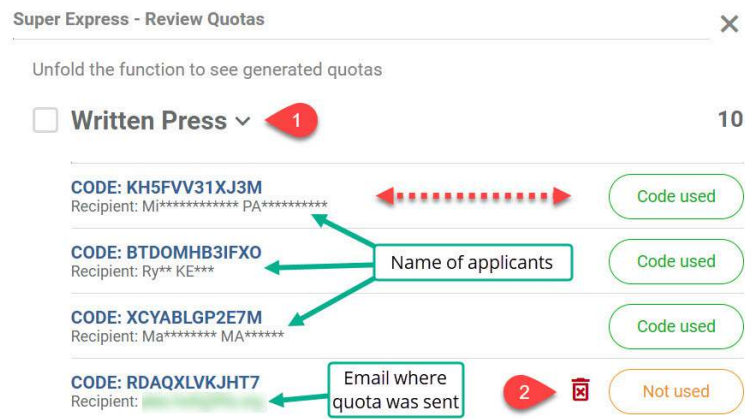 Super Express - Review Quotas
Unfold the function to see generated quotas
Written Press 1 10
CODE: KH5FVV31XJ3M
Recipient: Mi************ PA**********
Code used
CODE: BTDOMHB3IFXO
Recipient: Ry** KE***
Name of applicants
Code used
CODE: XCYABLGP2E7M
Recipient: Ma******** MA******
Code used
CODE: RDAQXLVKJHT7
Recipient:
Email where
quota was sent
2
Not used